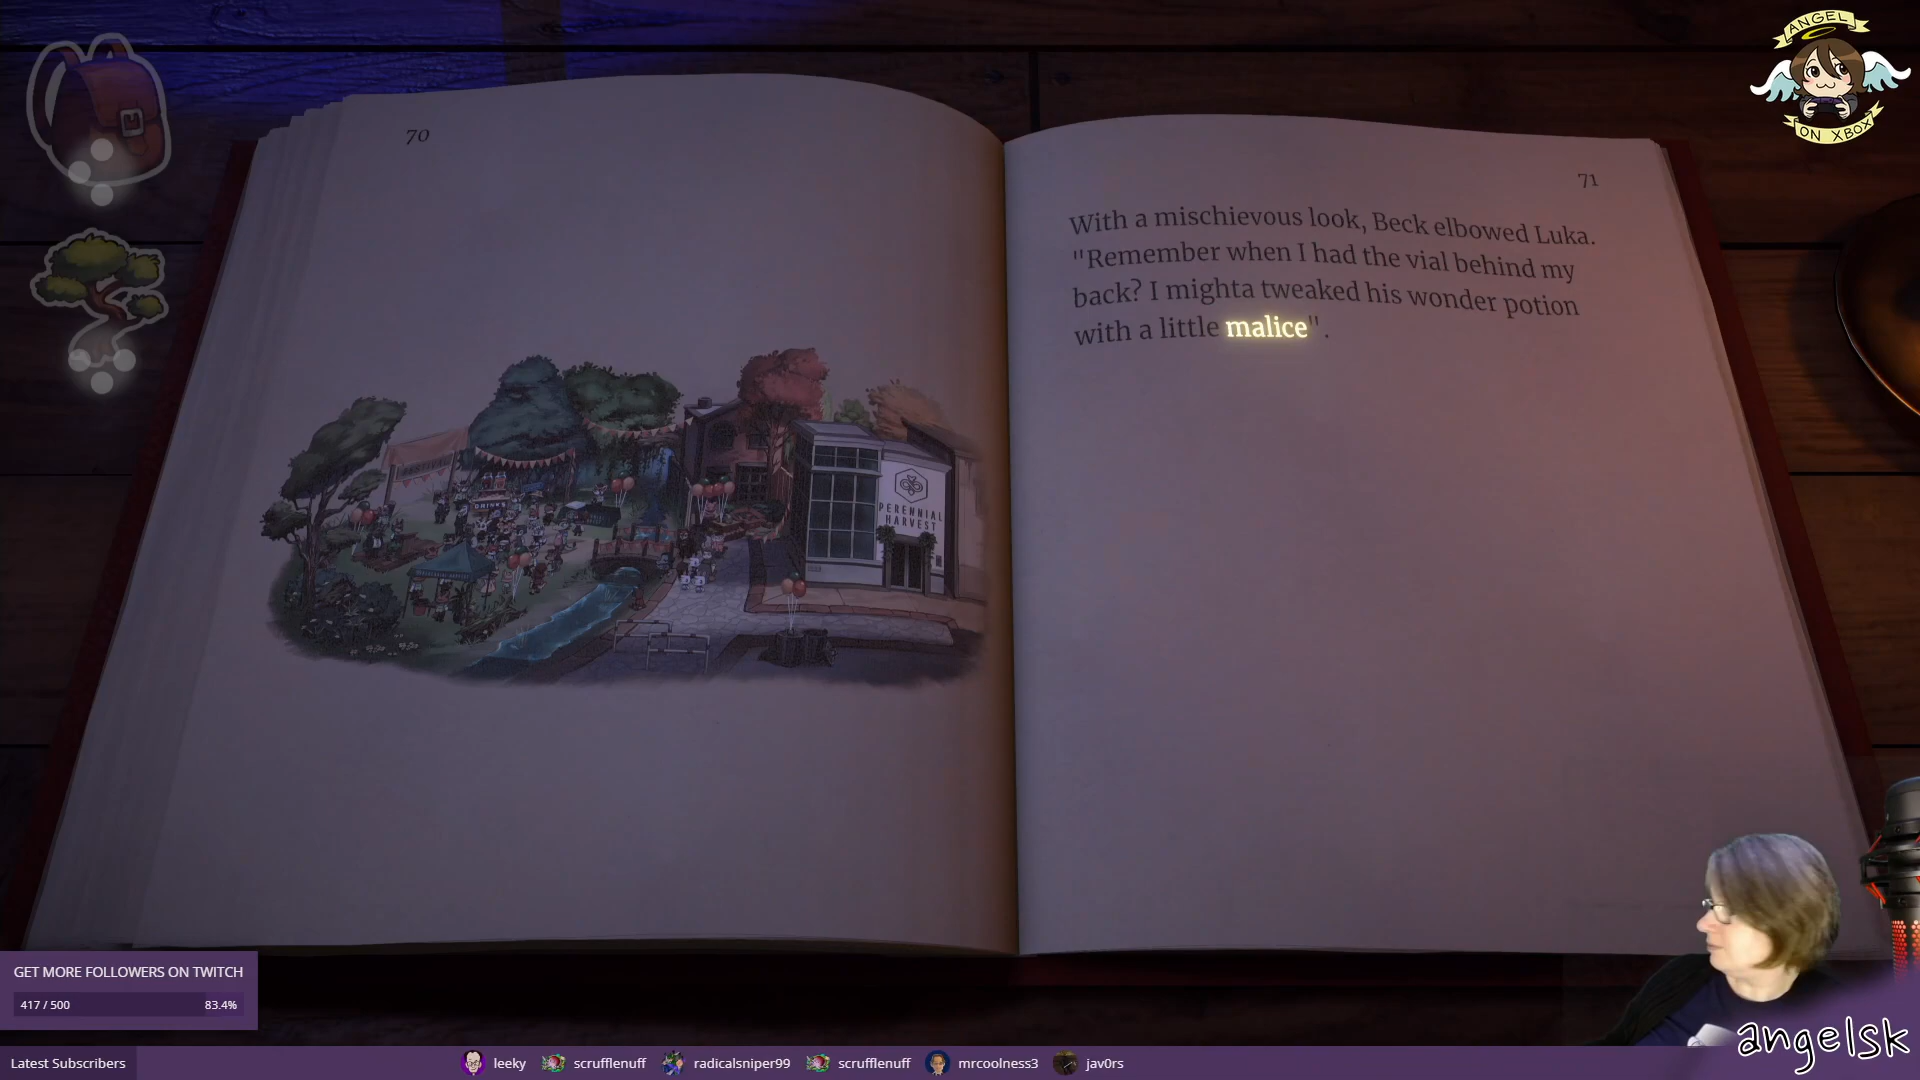 ANGEL
ON XBOX
70
DRINKS
PERENNIAL
HARVEST
71
With a mischievous look, Beck elbowed Luka.
"Remember when I had the vial behind my
back? I mighta tweaked his wonder potion
with a little malice".
GET MORE FOLLOWERS ON TWITCH
417 / 500 83.4%
angelsk
Latest Subscribers leeky scrufflenuff radicalsniper99 scrufflenuff mrcoolness3 jav0rs